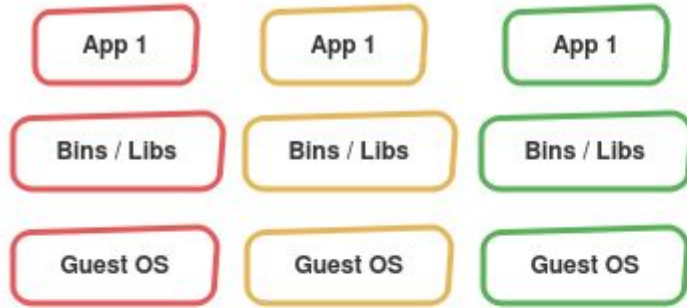 App 1 App 1 App 1
Bins / Libs Bins / Libs Bins / Libs
Guest OS Guest OS Guest OS